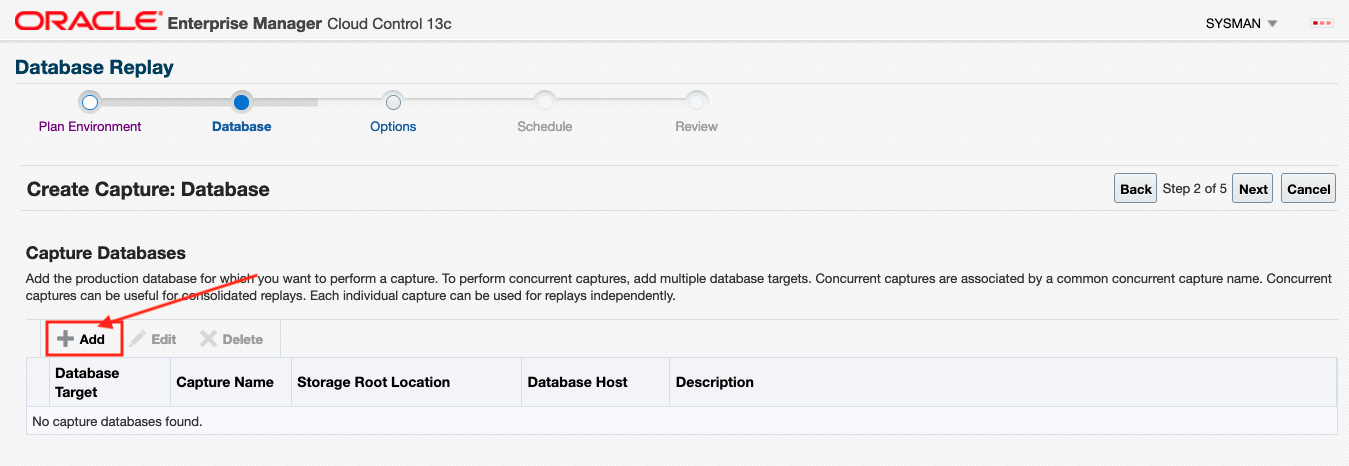 ORACLE Enterprise Manager Cloud Control 13c
SYSMAN
Database Replay
Plan Environment
Database
Options
Schedule
Review
Create Capture: Database
Back
Step 2 of 5
Next
Cancel
Capture Databases
Add the production database for which you want to perform a capture. To perform concurrent captures, add multiple database targets. Concurrent captures are associated by a common concurrent capture name. Concurrent
captures can be useful for consolidated replays. Each individual capture can be used for replays independently.
Add
Edit
Delete
Database
Target
Capture Name
Storage Root Location
Database Host
Description
No capture databases found.